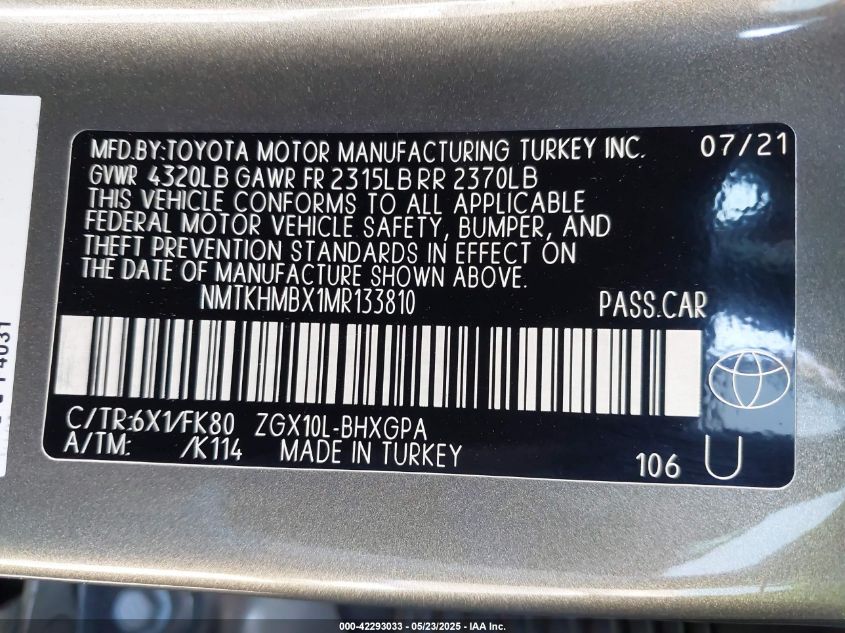 MFD.BY:TOYOTA MOTOR MANUFACTURING TURKEY INC. 07/21
GVWR 4320LB GAWR FR 2315LB RR 2370LB
THIS VEHICLE CONFORMS TO ALL APPLICABLE
FEDERAL MOTOR VEHICLE SAFETY, BUMPER, AND
THEFT PREVENTION STANDARDS IN EFFECT ON
THE DATE OF MANUFACTURE SHOWN ABOVE.
NMTKHMBX1MR133810 PASS.CAR
C/TR:6X1/FK80 ZGX10L-BHXGPA
A/TM: /K114 MADE IN TURKEY
106 U
000-42293033 — 05/23/2025 - IAA Inc.